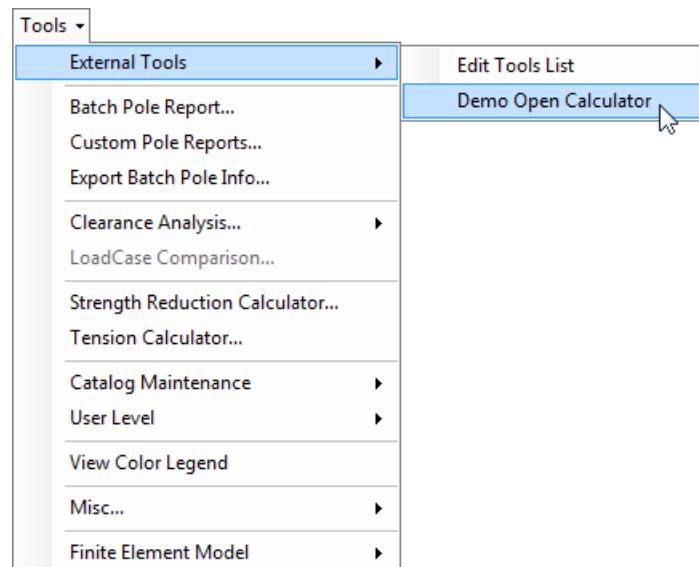 Tools
External Tools
Edit Tools List
Demo Open Calculator
Batch Pole Report...
Custom Pole Reports...
Export Batch Pole Info...
Clearance Analysis...
LoadCase Comparison...
Strength Reduction Calculator...
Tension Calculator...
Catalog Maintenance
User Level
View Color Legend
Misc...
Finite Element Model